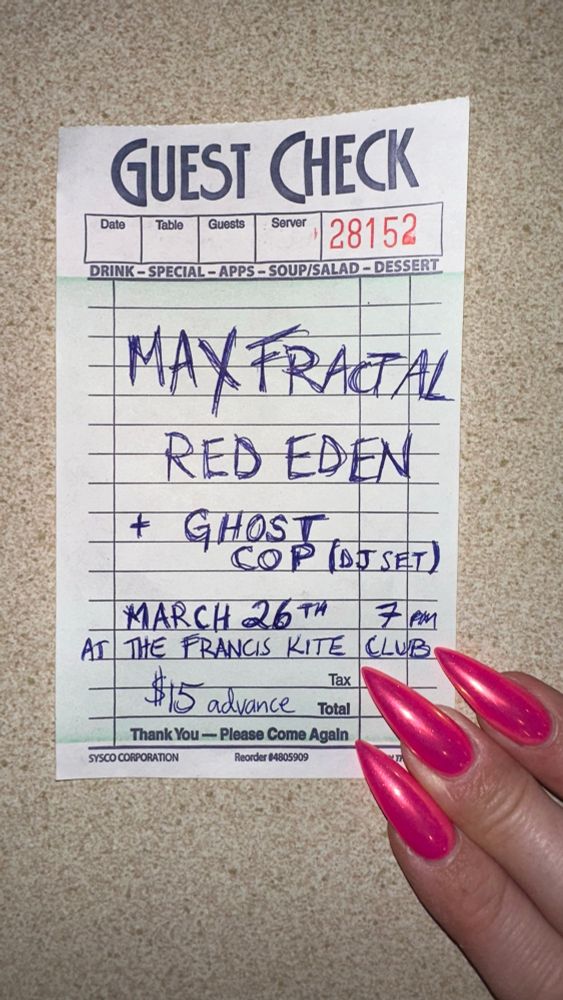 GUEST CHECK
Date Table Guests Server 28152
DRINK – SPECIAL – APPS – SOUP/SALAD – DESSERT
MAX FRACTAL
RED EDEN
+ GHOST
COP (DJ SET)
MARCH 26TH 7 PM
AT THE FRANCIS KITE CLUB
Tax
$15 advance Total
Thank You — Please Come Again
SYSCO CORPORATION Reorder #4805909